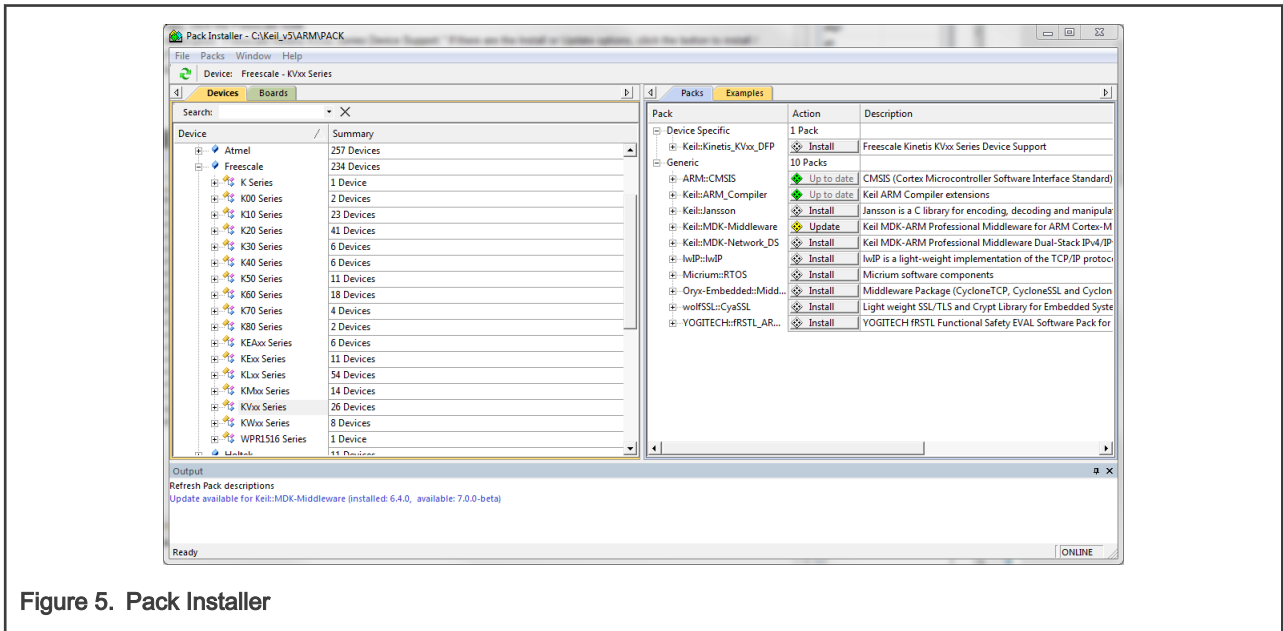 Pack Installer - C:\Keil_v5\ARM\PACK
File Packs Window Help
Device: Freescale - KVxx Series
Devices Boards
Search:
Device / Summary
Atmel 257 Devices
Freescale 234 Devices
K Series 1 Device
K00 Series 2 Devices
K10 Series 23 Devices
K20 Series 41 Devices
K30 Series 6 Devices
K40 Series 6 Devices
K50 Series 11 Devices
K60 Series 18 Devices
K70 Series 4 Devices
K80 Series 2 Devices
KEAxx Series 6 Devices
KExx Series 11 Devices
KLxx Series 54 Devices
KMxx Series 14 Devices
KVxx Series 26 Devices
KWxx Series 8 Devices
WPR1516 Series 1 Device
Holtek 11 Devices
Packs Examples
Pack Action Description
Device Specific 1 Pack
Keil::Kinetis_KVxx_DFP Install Freescale Kinetis KVxx Series Device Support
Generic 10 Packs
ARM::CMSIS Up to date CMSIS (Cortex Microcontroller Software Interface Standard)
Keil::ARM_Compiler Up to date Keil ARM Compiler extensions
Keil::Jansson Install Jansson is a C library for encoding, decoding and manipula
Keil::MDK-Middleware Update Keil MDK-ARM Professional Middleware for ARM Cortex-M
Keil::MDK-Network_DS Install Keil MDK-ARM Professional Middleware Dual-Stack IPv4/IP
lwIP::lwIP Install lwIP is a light-weight implementation of the TCP/IP protoc
Micrium::RTOS Install Micrium software components
Oryx-Embedded::Midd... Install Middleware Package (CycloneTCP, CycloneSSL and Cyclon
wolfSSL::CyaSSL Install Light weight SSL/TLS and Crypt Library for Embedded Syste
YOGITECH::fRSTL_AR... Install YOGITECH fRSTL Functional Safety EVAL Software Pack for
Output
Refresh Pack descriptions
Update available for Keil::MDK-Middleware (installed: 6.4.0, available: 7.0.0-beta)
Ready ONLINE
Figure 5. Pack Installer